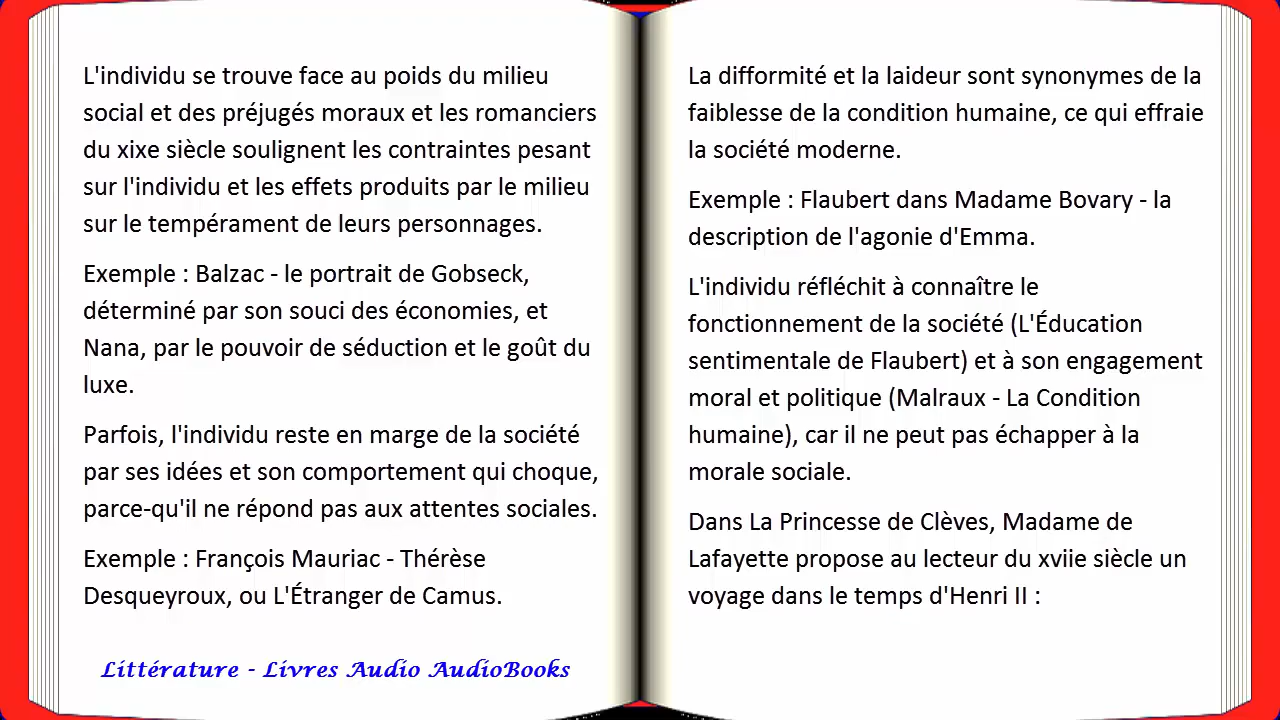 L'individu se trouve face au poids du milieu
social et des préjugés moraux et les romanciers
du xixe siècle soulignent les contraintes pesant
sur l'individu et les effets produits par le milieu
sur le tempérament de leurs personnages.
Exemple : Balzac - le portrait de Gobseck,
déterminé par son souci des économies, et
Nana, par le pouvoir de séduction et le goût du
luxe.
Parfois, l'individu reste en marge de la société
par ses idées et son comportement qui choque,
parce-qu'il ne répond pas aux attentes sociales.
Exemple : François Mauriac - Thérèse
Desqueyroux, ou L'Étranger de Camus.
Littérature - Livres Audio AudioBooks
La difformité et la laideur sont synonymes de la
faiblesse de la condition humaine, ce qui effraie
la société moderne.
Exemple : Flaubert dans Madame Bovary - la
description de l'agonie d'Emma.
L'individu réfléchit à connaître le
fonctionnement de la société (L'Éducation
sentimentale de Flaubert) et à son engagement
moral et politique (Malraux - La Condition
humaine), car il ne peut pas échapper à la
morale sociale.
Dans La Princesse de Clèves, Madame de
Lafayette propose au lecteur du xviie siècle un
voyage dans le temps d'Henri II :